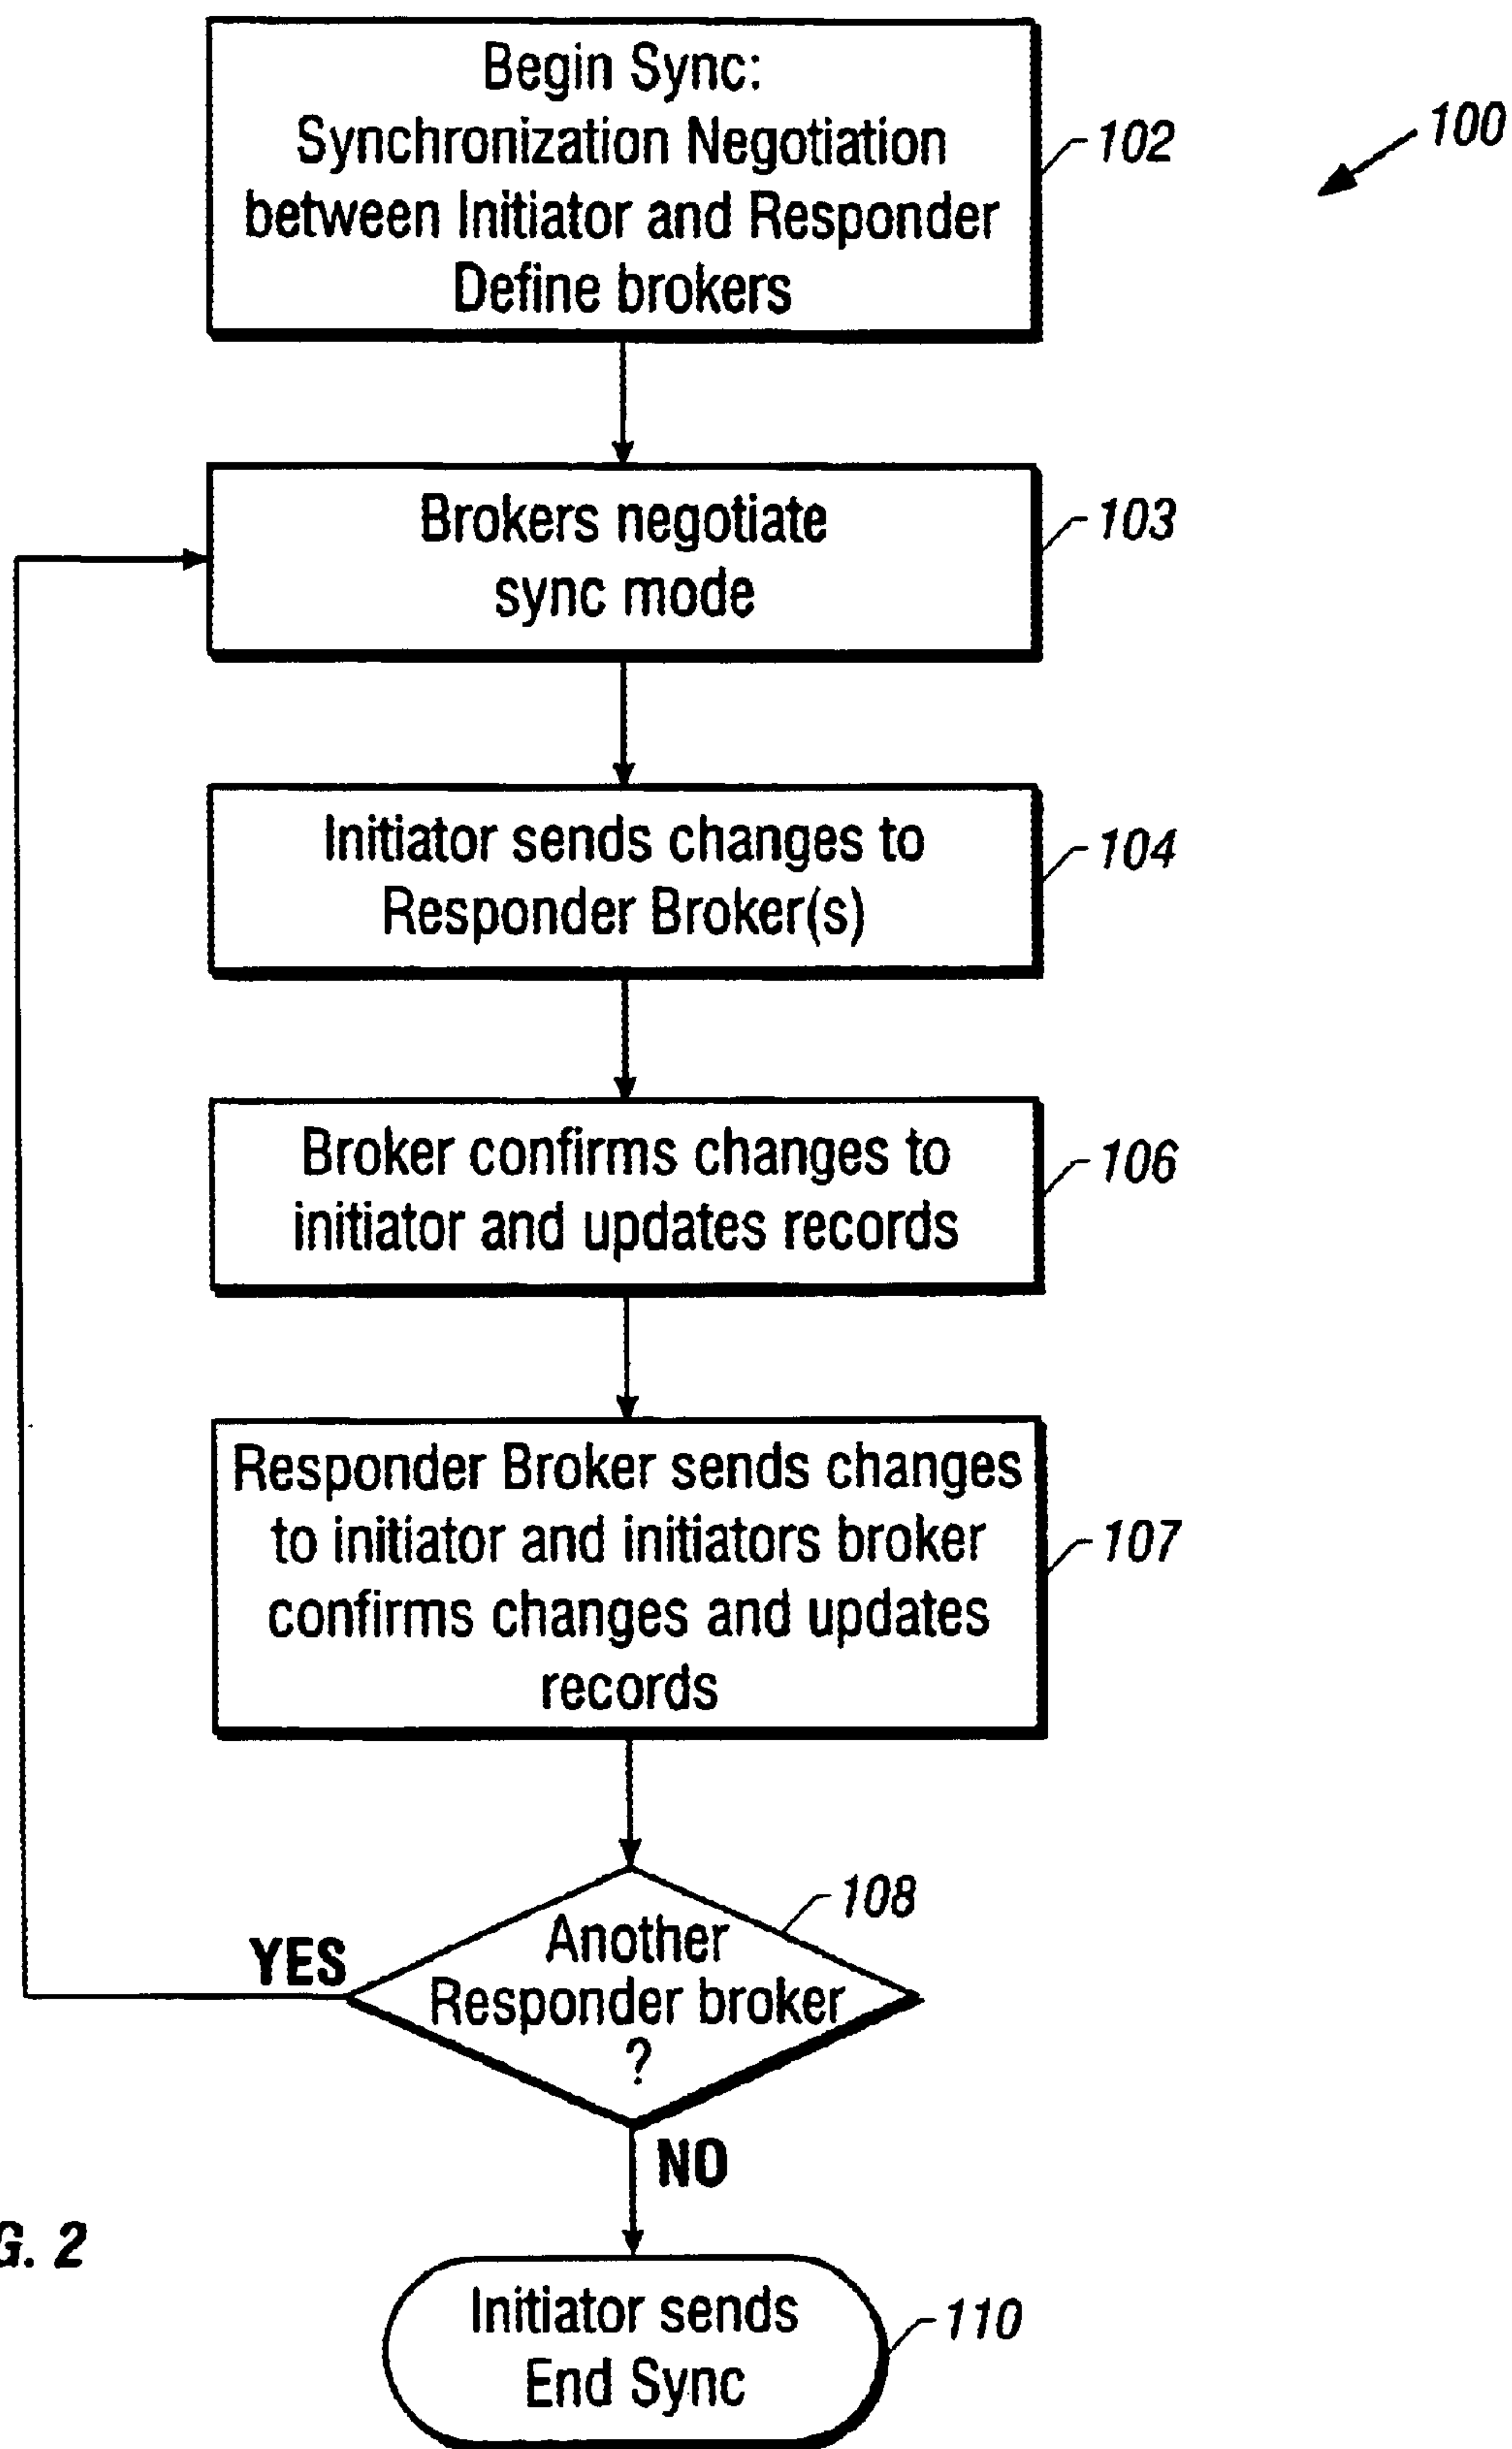 Begin Sync:
Synchronization Negotiation
between Initiator and Responder
Define brokers
102
100
Brokers negotiate
sync mode
103
Initiator sends changes to
Responder Broker(s)
104
Broker confirms changes to
initiator and updates records
106
Responder Broker sends changes
to initiator and initiators broker
confirms changes and updates
records
107
108
Another
Responder broker
?
YES
NO
G. 2
Initiator sends
End Sync
110